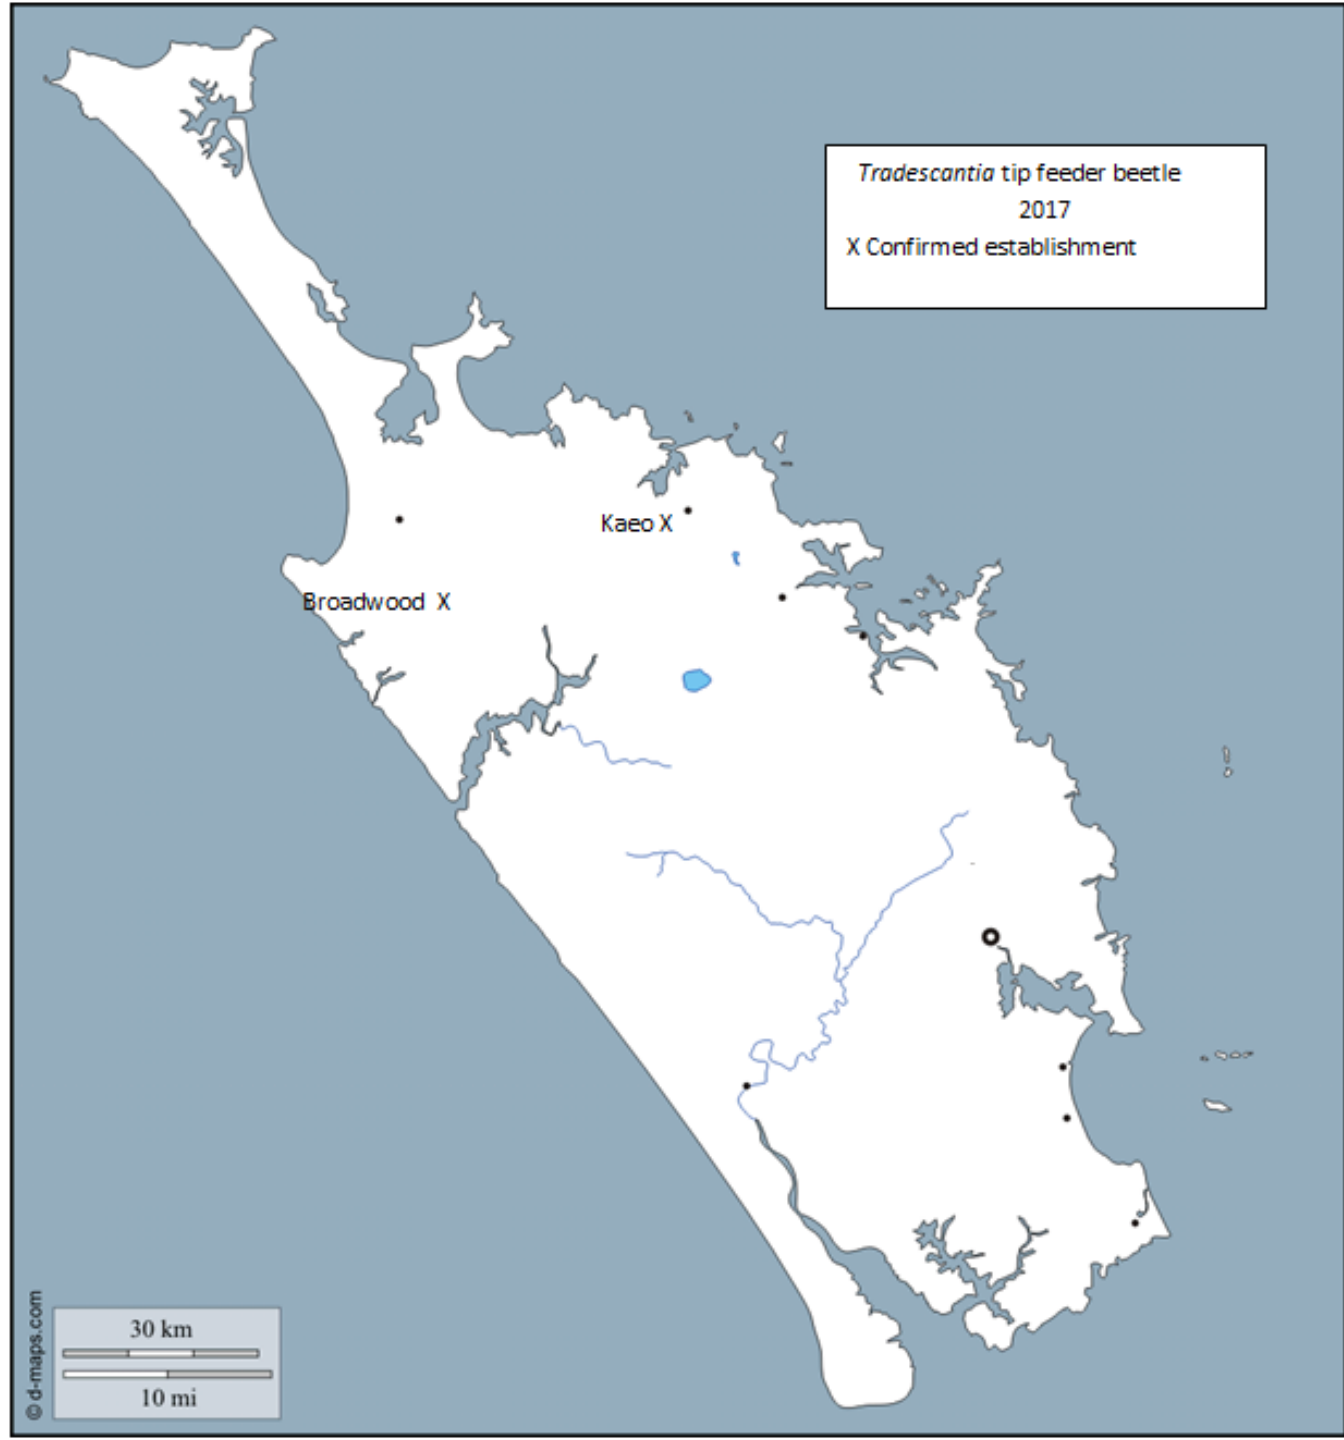 Tradescantia tip feeder beetle
2017
X Confirmed establishment
Kaeo X
Broadwood X
30 km
10 mi
© d-maps.com